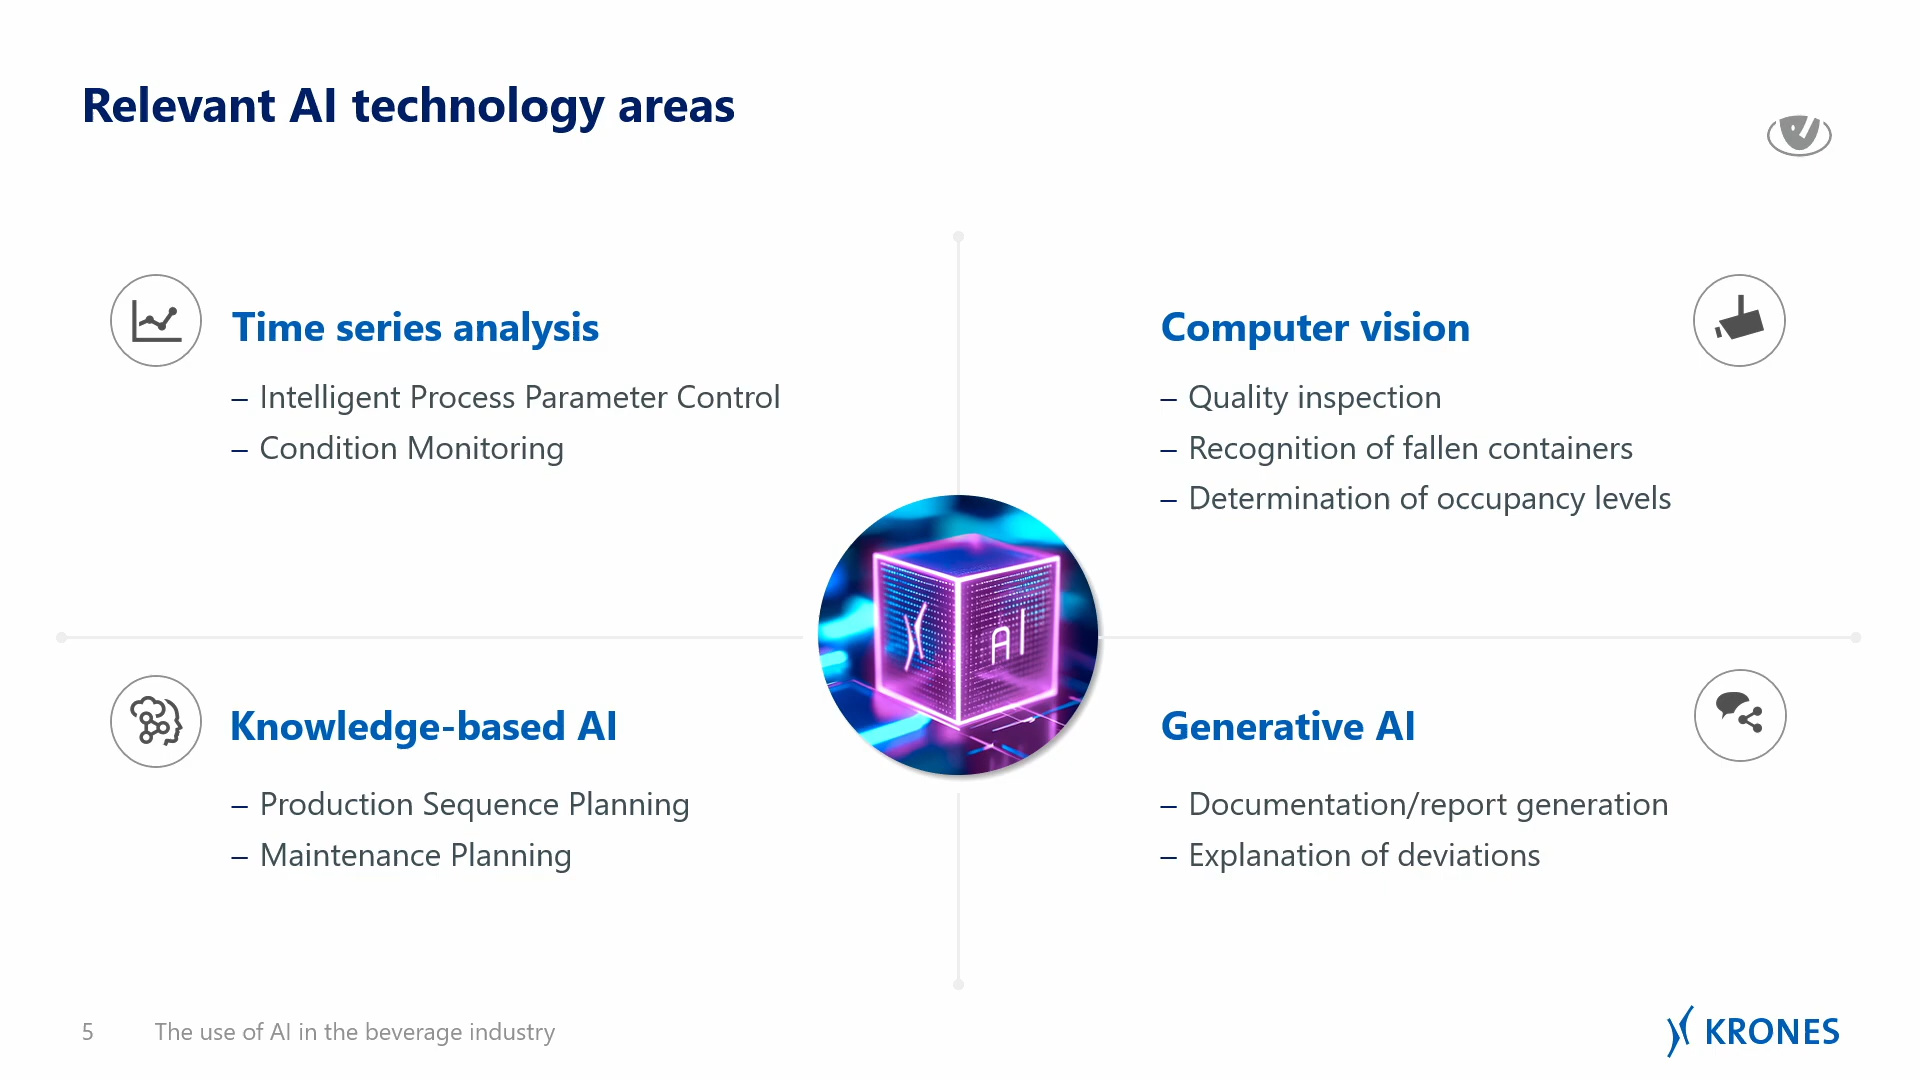 Relevant AI technology areas
Time series analysis
– Intelligent Process Parameter Control
– Condition Monitoring
Computer vision
– Quality inspection
– Recognition of fallen containers
– Determination of occupancy levels
AI
Knowledge-based AI
– Production Sequence Planning
– Maintenance Planning
Generative AI
– Documentation/report generation
– Explanation of deviations
5 The use of AI in the beverage industry
KRONES